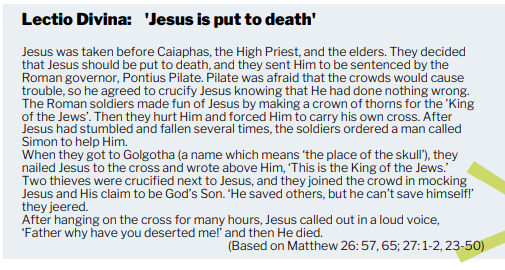 Lectio Divina: 'Jesus is put to death'
Jesus was taken before Caiaphas, the High Priest, and the elders. They decided
that Jesus should be put to death, and they sent Him to be sentenced by the
Roman governor, Pontius Pilate. Pilate was afraid that the crowds would cause
trouble, so he agreed to crucify Jesus knowing that He had done nothing wrong.
The Roman soldiers made fun of Jesus by making a crown of thorns for the 'King
of the Jews'. Then they hurt Him and forced Him to carry his own cross. After
Jesus had stumbled and fallen several times, the soldiers ordered a man called
Simon to help Him.
When they got to Golgotha (a name which means 'the place of the skull'), they
nailed Jesus to the cross and wrote above Him, 'This is the King of the Jews.'
Two thieves were crucified next to Jesus, and they joined the crowd in mocking
Jesus and His claim to be God's Son. 'He saved others, but he can't save himself!'
they jeered.
After hanging on the cross for many hours, Jesus called out in a loud voice,
'Father why have you deserted me!' and then He died.
(Based on Matthew 26: 57, 65; 27: 1-2, 23-50)